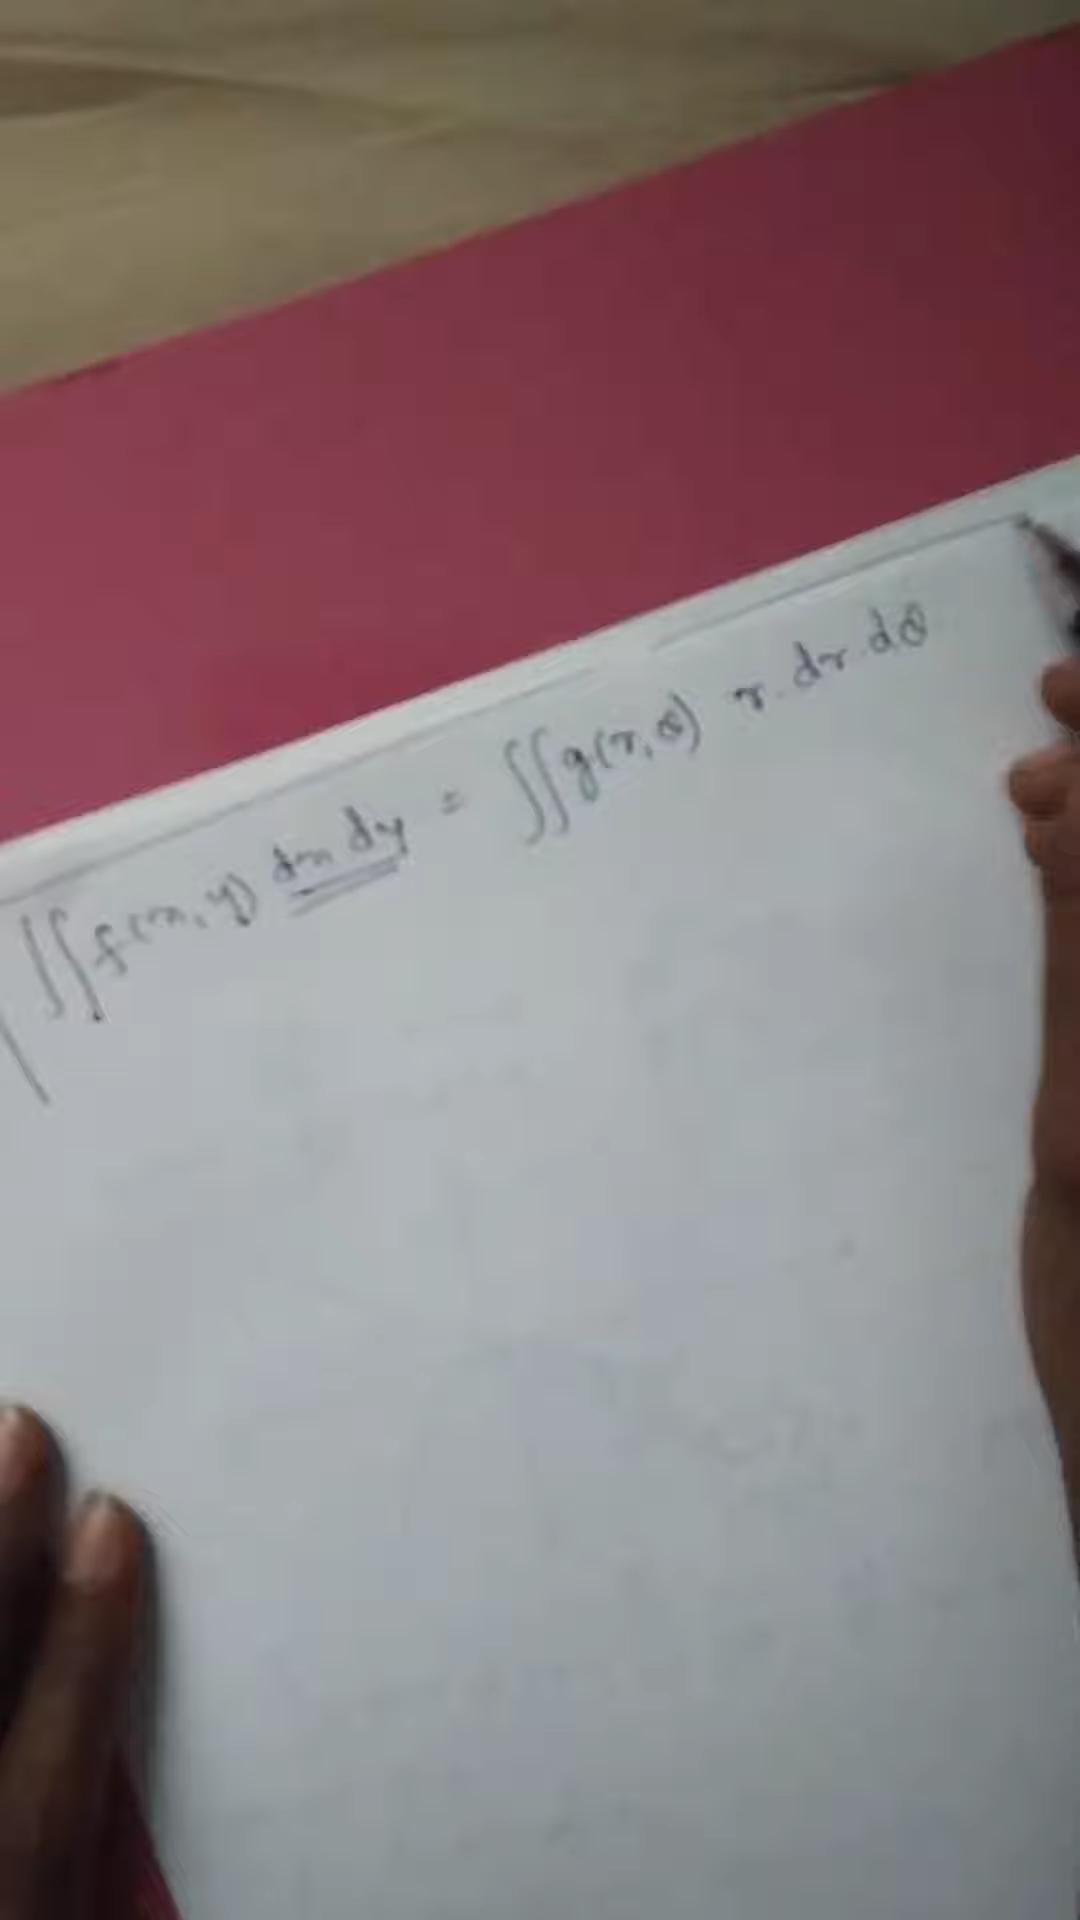 ∬f(x,y) dx dy = ∬g(r,θ) r. dr. dθ